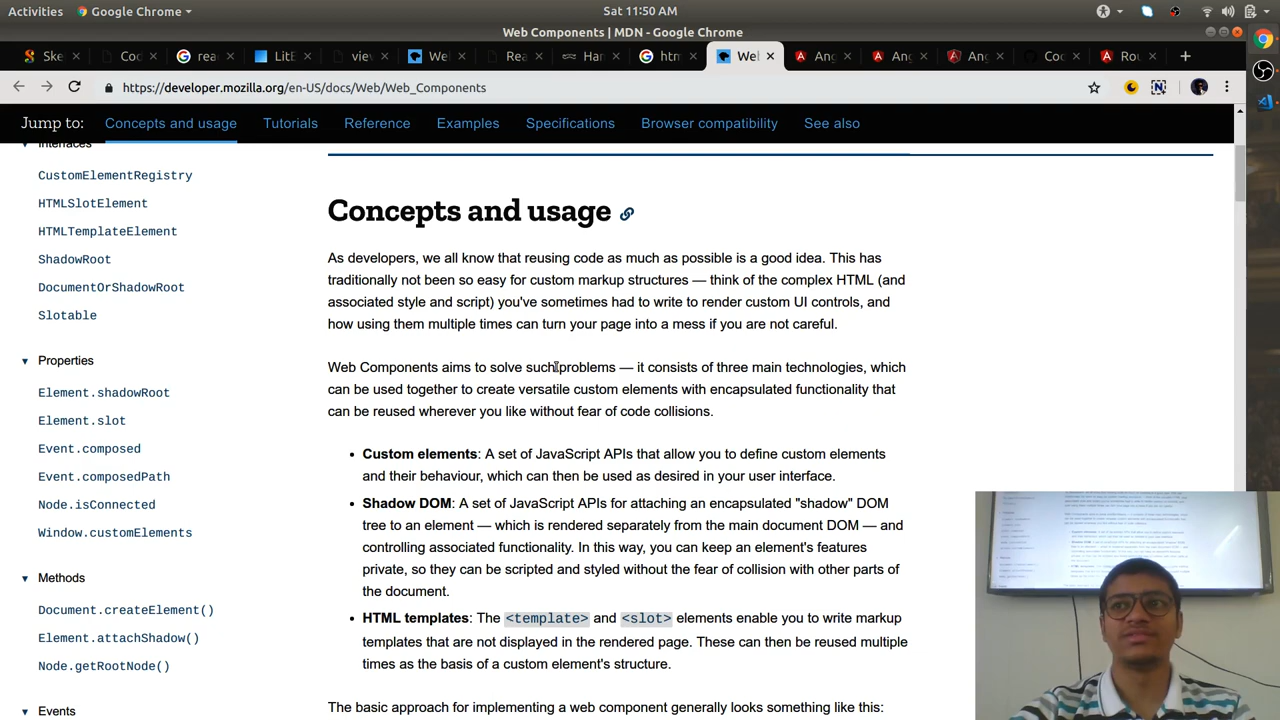 Activities Google Chrome Sat 11:50 AM
Web Components | MDN - Google Chrome
Ske Coo rea LitE view We Rea Han htm Wel Ang Ang Ang Coc Rou
https://developer.mozilla.org/en-US/docs/Web/Web_Components
Jump to: Concepts and usage Tutorials Reference Examples Specifications Browser compatibility See also
Interfaces
CustomElementRegistry
HTMLSlotElement
HTMLTemplateElement
ShadowRoot
DocumentOrShadowRoot
Slotable
Properties
Element.shadowRoot
Element.slot
Event.composed
Event.composedPath
Node.isConnected
Window.customElements
Methods
Document.createElement()
Element.attachShadow()
Node.getRootNode()
Events
Concepts and usage
As developers, we all know that reusing code as much as possible is a good idea. This has
traditionally not been so easy for custom markup structures — think of the complex HTML (and
associated style and script) you've sometimes had to write to render custom UI controls, and
how using them multiple times can turn your page into a mess if you are not careful.
Web Components aims to solve such problems — it consists of three main technologies, which
can be used together to create versatile custom elements with encapsulated functionality that
can be reused wherever you like without fear of code collisions.
• Custom elements: A set of JavaScript APIs that allow you to define custom elements
and their behaviour, which can then be used as desired in your user interface.
• Shadow DOM: A set of JavaScript APIs for attaching an encapsulated "shadow" DOM
tree to an element — which is rendered separately from the main document DOM — and
controlling associated functionality. In this way, you can keep an element's features
private, so they can be scripted and styled without the fear of collision with other parts of
the document.
• HTML templates: The <template> and <slot> elements enable you to write markup
templates that are not displayed in the rendered page. These can then be reused multiple
times as the basis of a custom element's structure.
The basic approach for implementing a web component generally looks something like this: